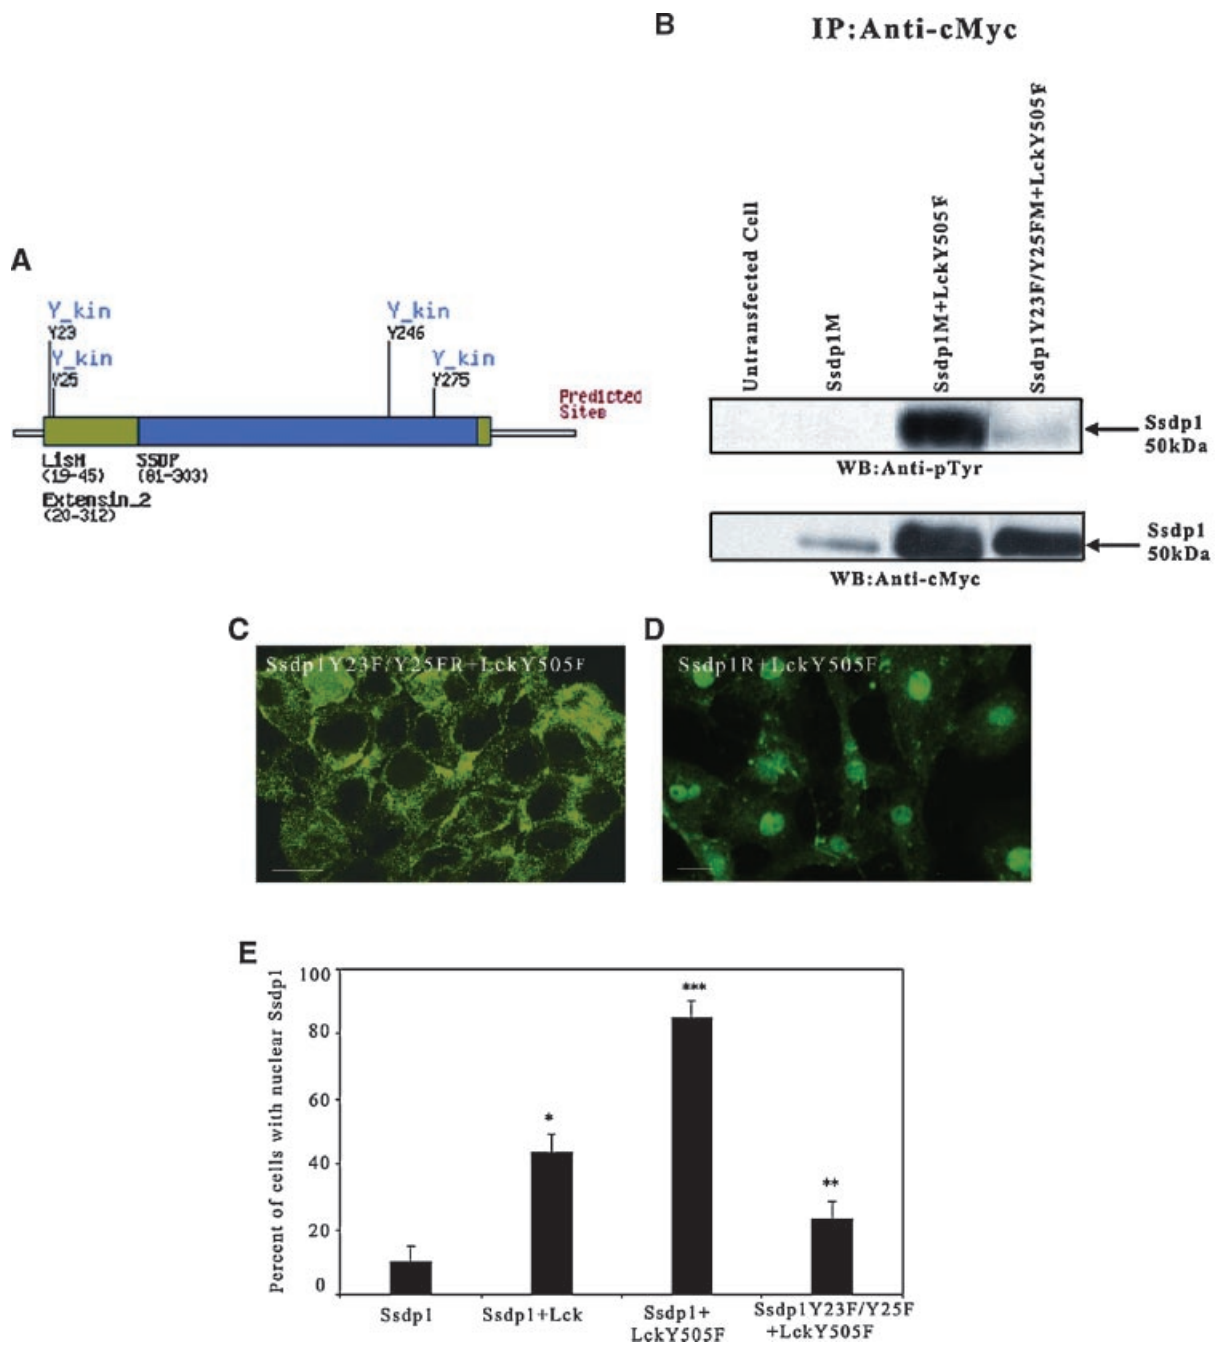 A
Y_kin
Y23
Y_kin
Y25
Y_kin
Y246
Y_kin
Y275
Predicted
Sites
LisH
(19-45)
SSDP
(81-303)
Extensin_2
(20-312)
B
IP:Anti-cMyc
Untransfected Cell
Ssdp1M
Ssdp1M+LckY505F
Ssdp1Y23F/Y25FM+LckY505F
Ssdp1
50kDa
WB:Anti-pTyr
Ssdp1
50kDa
WB:Anti-cMyc
C
Ssdp1Y23F/Y25FR+LckY505F
D
Ssdp1R+LckY505F
E
Percent of cells with nuclear Ssdp1
100
80
60
40
20
0
*
***
**
Ssdp1
Ssdp1+Lck
Ssdp1+
LckY505F
Ssdp1Y23F/Y25F
+LckY505F